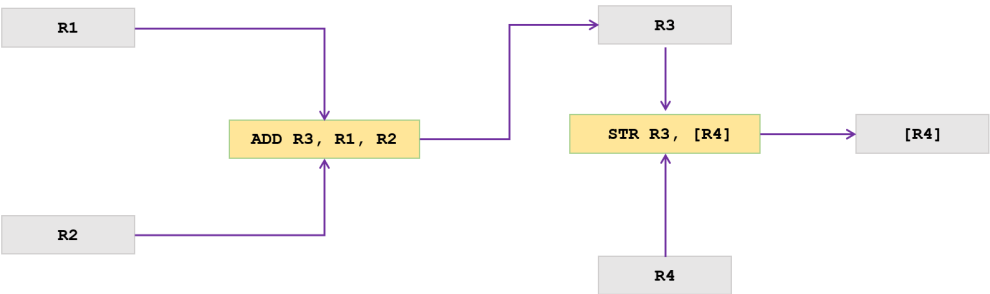 R1
R3
ADD R3, R1, R2
STR R3, [R4]
[R4]
R2
R4